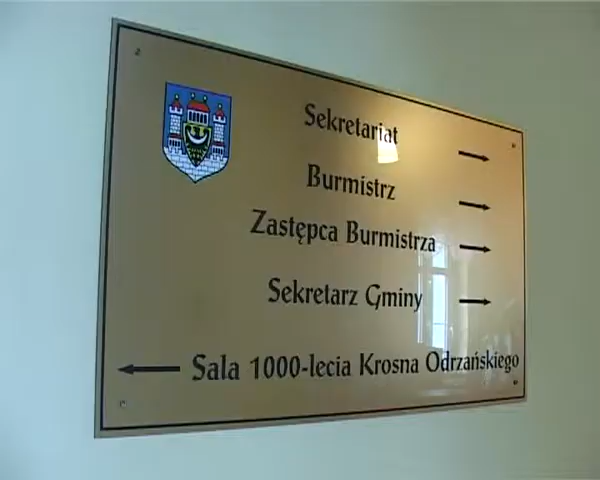 Sekretariat
Burmistrz
Zastępca Burmistrza
Sekretarz Gminy
Sala 1000-lecia Krosna Odrzańskiego